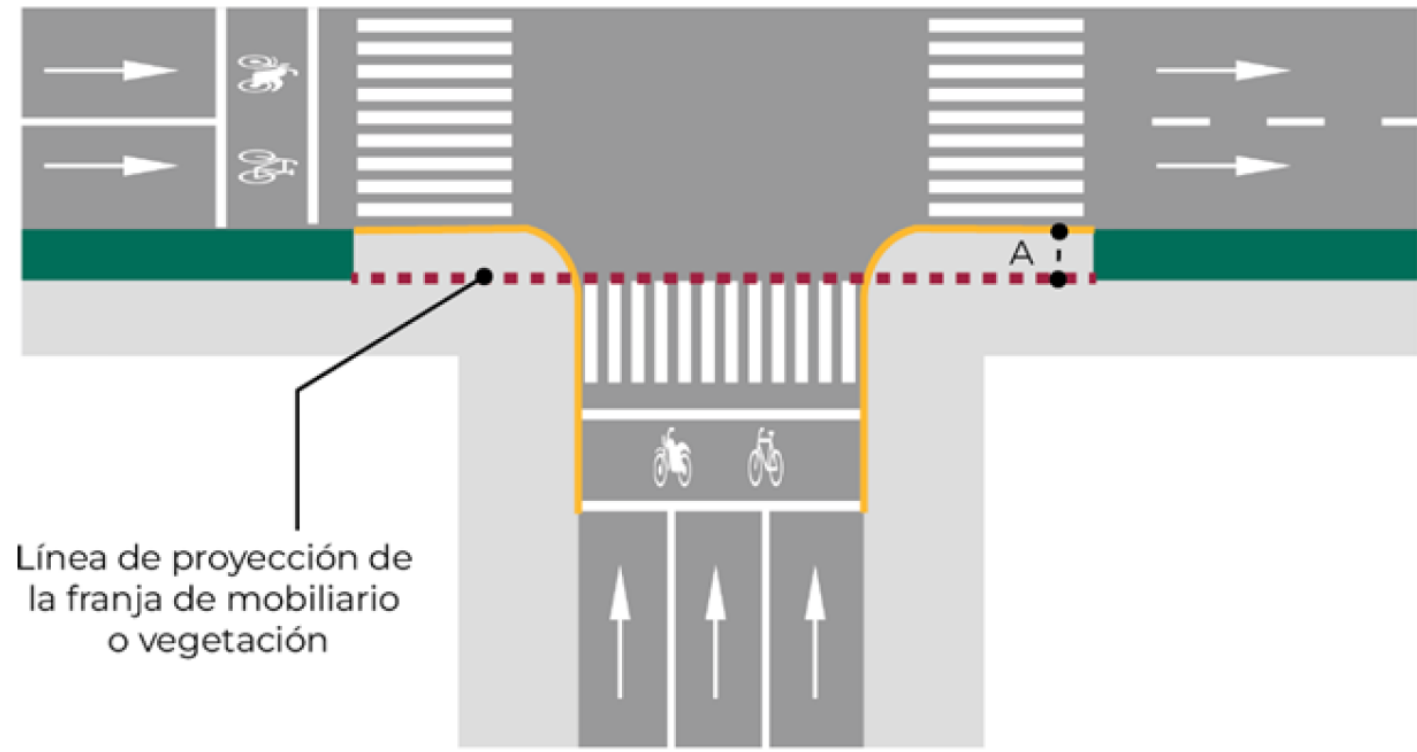 A
Línea de proyección de
la franja de mobiliario
o vegetación